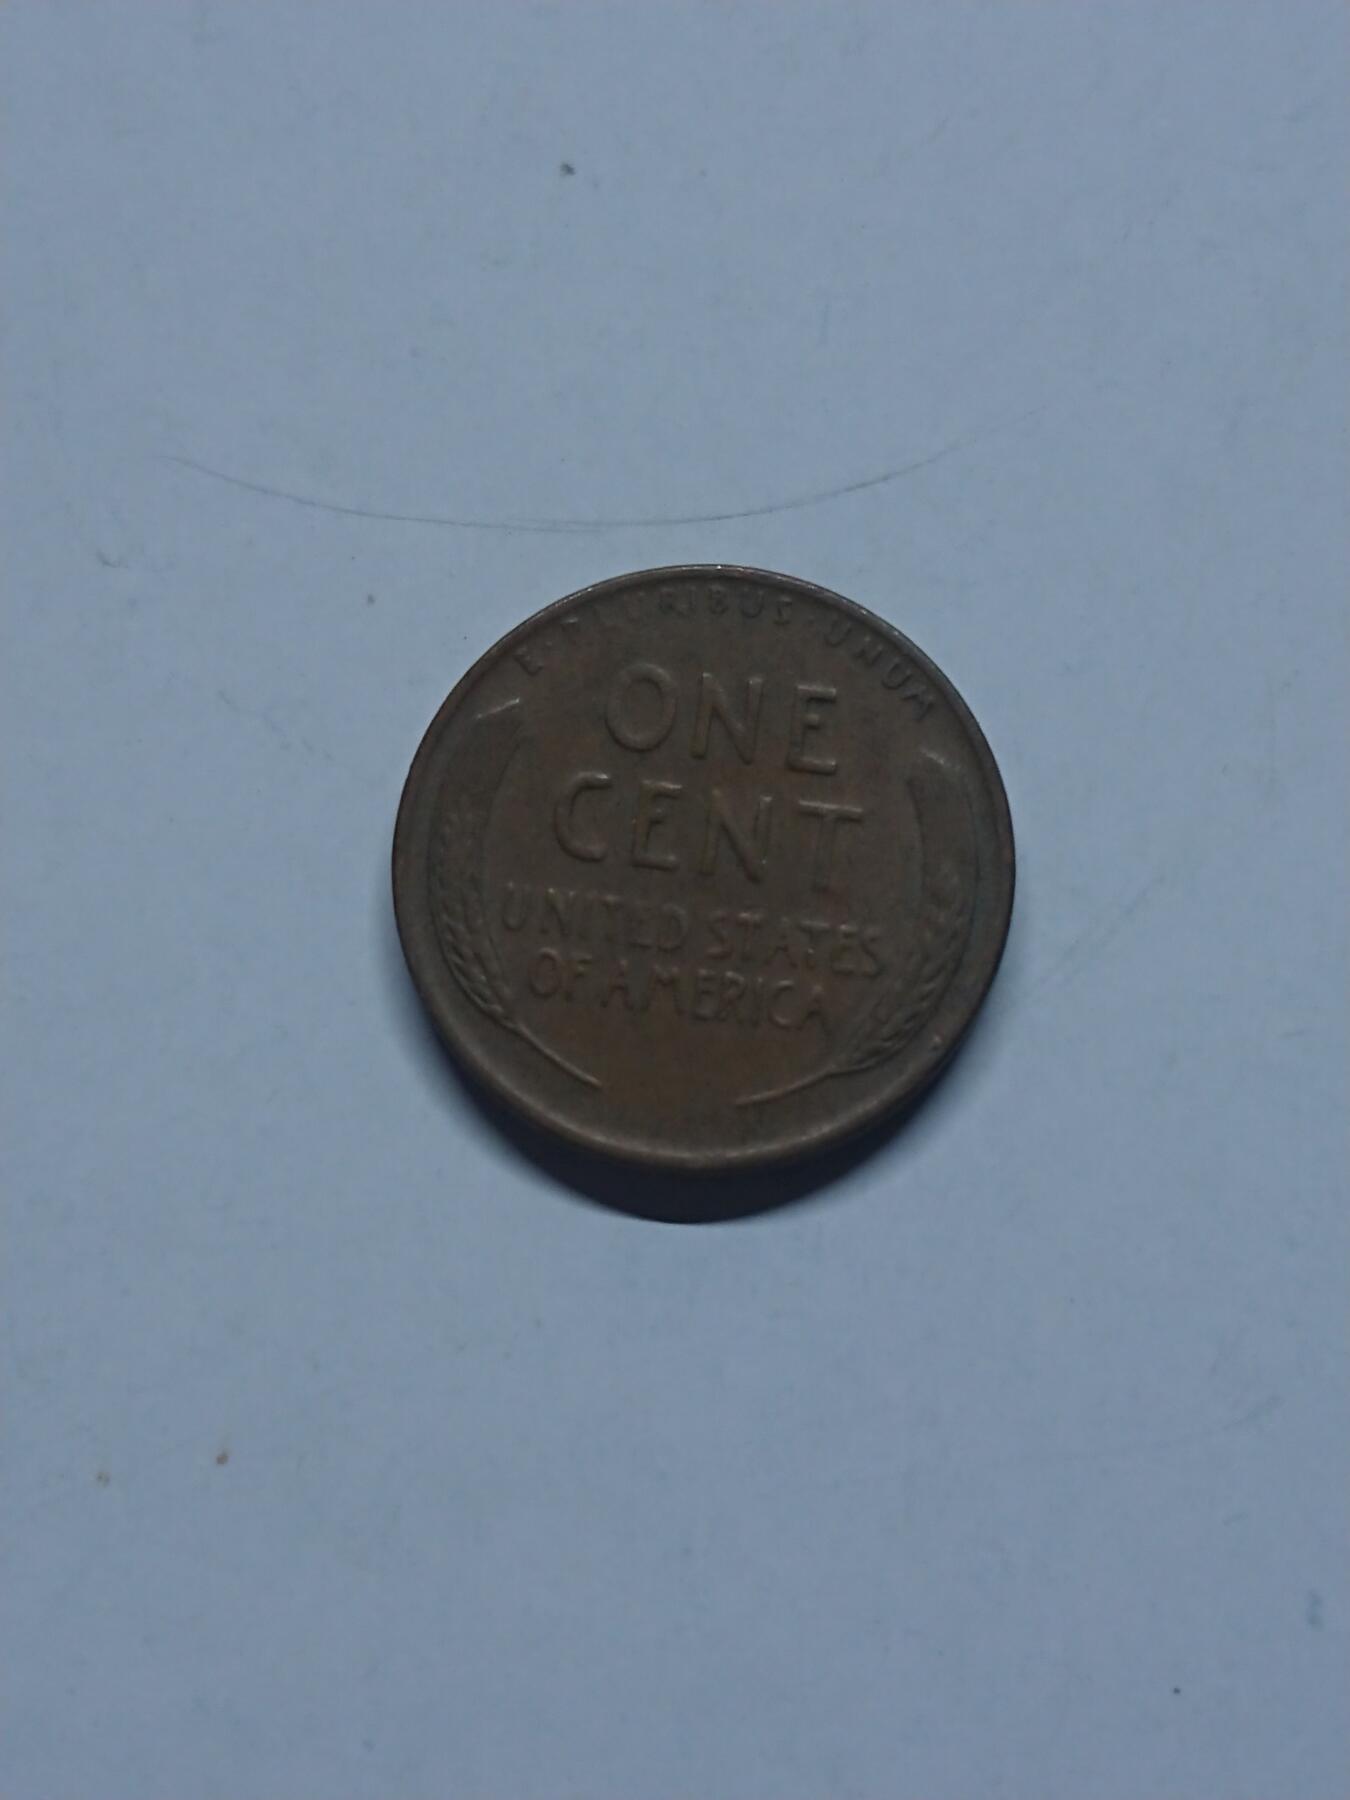 E·PLURIBUS·UNUM
ONE
CENT
UNITED STATES
OF AMERICA